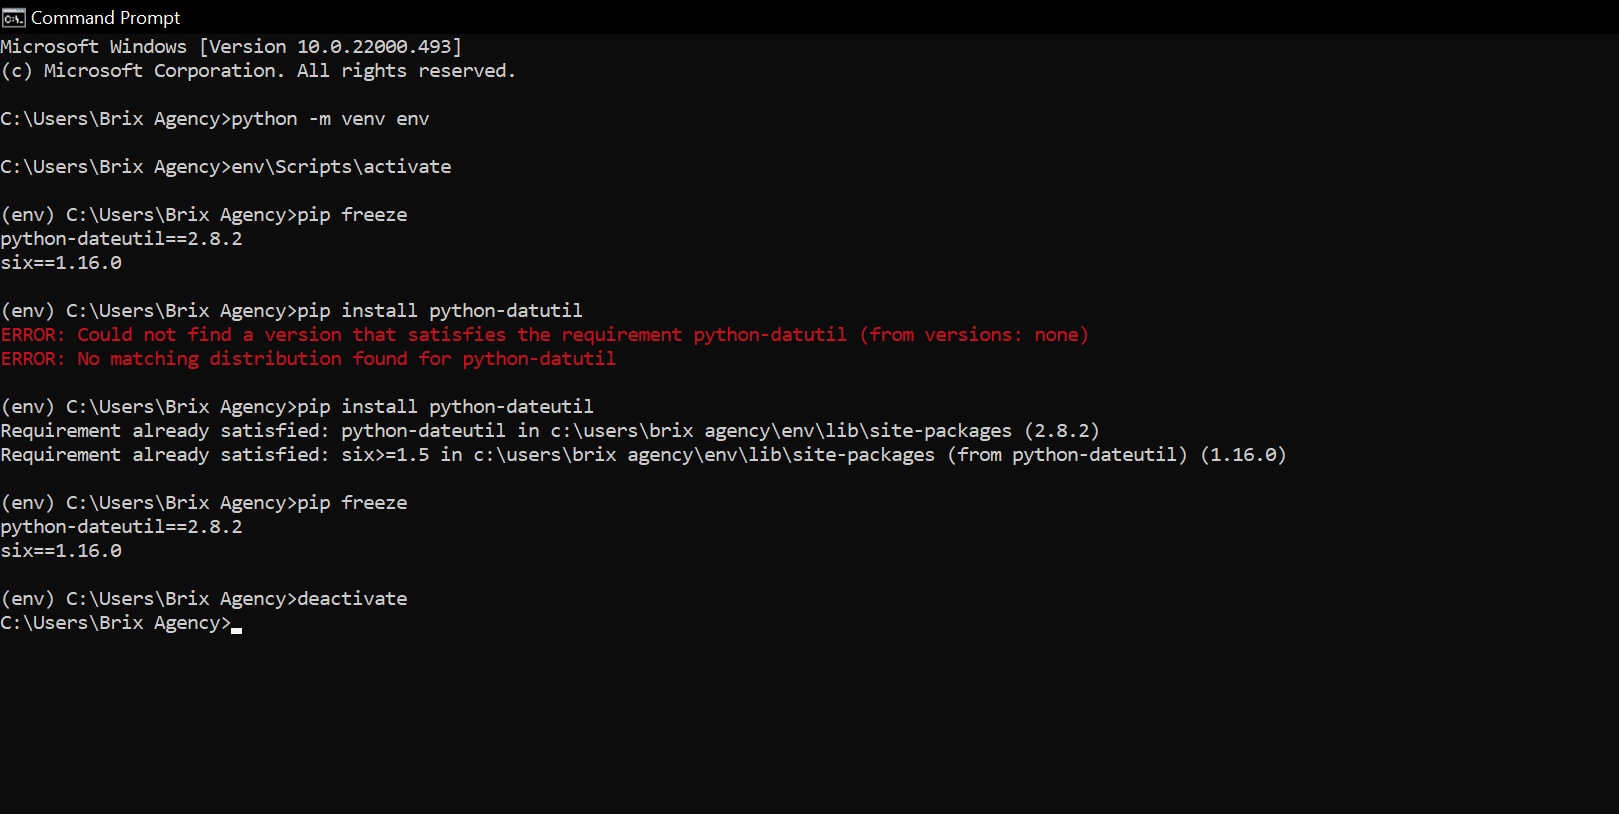 Command Prompt
Microsoft Windows [Version 10.0.22000.493]
(c) Microsoft Corporation. All rights reserved.
C:\Users\Brix Agency>python -m venv env
C:\Users\Brix Agency>env\Scripts\activate
(env) C:\Users\Brix Agency>pip freeze
python-dateutil==2.8.2
six==1.16.0
(env) C:\Users\Brix Agency>pip install python-datutil
ERROR: Could not find a version that satisfies the requirement python-datutil (from versions: none)
ERROR: No matching distribution found for python-datutil
(env) C:\Users\Brix Agency>pip install python-dateutil
Requirement already satisfied: python-dateutil in c:\users\brix agency\env\lib\site-packages (2.8.2)
Requirement already satisfied: six>=1.5 in c:\users\brix agency\env\lib\site-packages (from python-dateutil) (1.16.0)
(env) C:\Users\Brix Agency>pip freeze
python-dateutil==2.8.2
six==1.16.0
(env) C:\Users\Brix Agency>deactivate
C:\Users\Brix Agency>